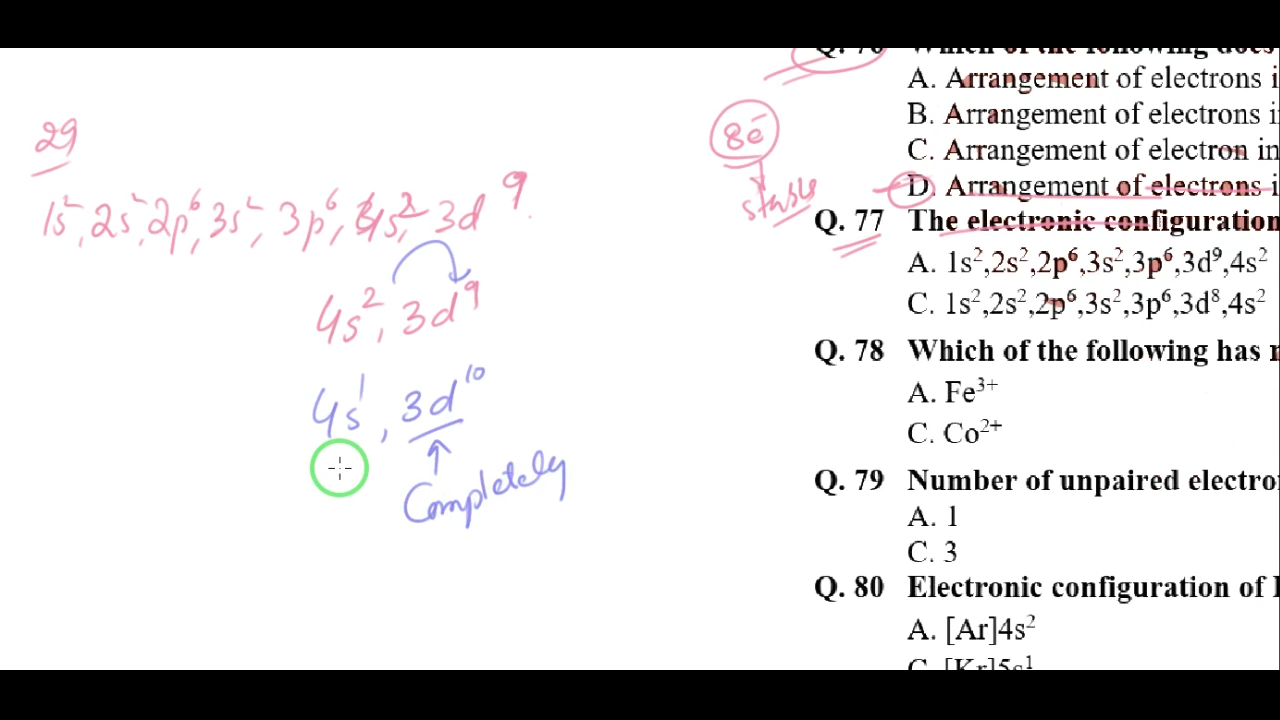 29
1s²,2s²,2p⁶,3s²,3p⁶,4s²,3d⁹
4s²,3d⁹
4s¹,3d¹⁰
Completely
8e⁻
stable
A. Arrangement of electrons i
B. Arrangement of electrons i
C. Arrangement of electron in
D. Arrangement of electrons i
Q. 77 The electronic configuration
A. 1s²,2s²,2p⁶,3s²,3p⁶,3d⁹,4s²
C. 1s²,2s²,2p⁶,3s²,3p⁶,3d⁸,4s²
Q. 78 Which of the following has
A. Fe³⁺
C. Co²⁺
Q. 79 Number of unpaired electro
A. 1
C. 3
Q. 80 Electronic configuration of
A. [Ar]4s²
C. [Kr]5s¹